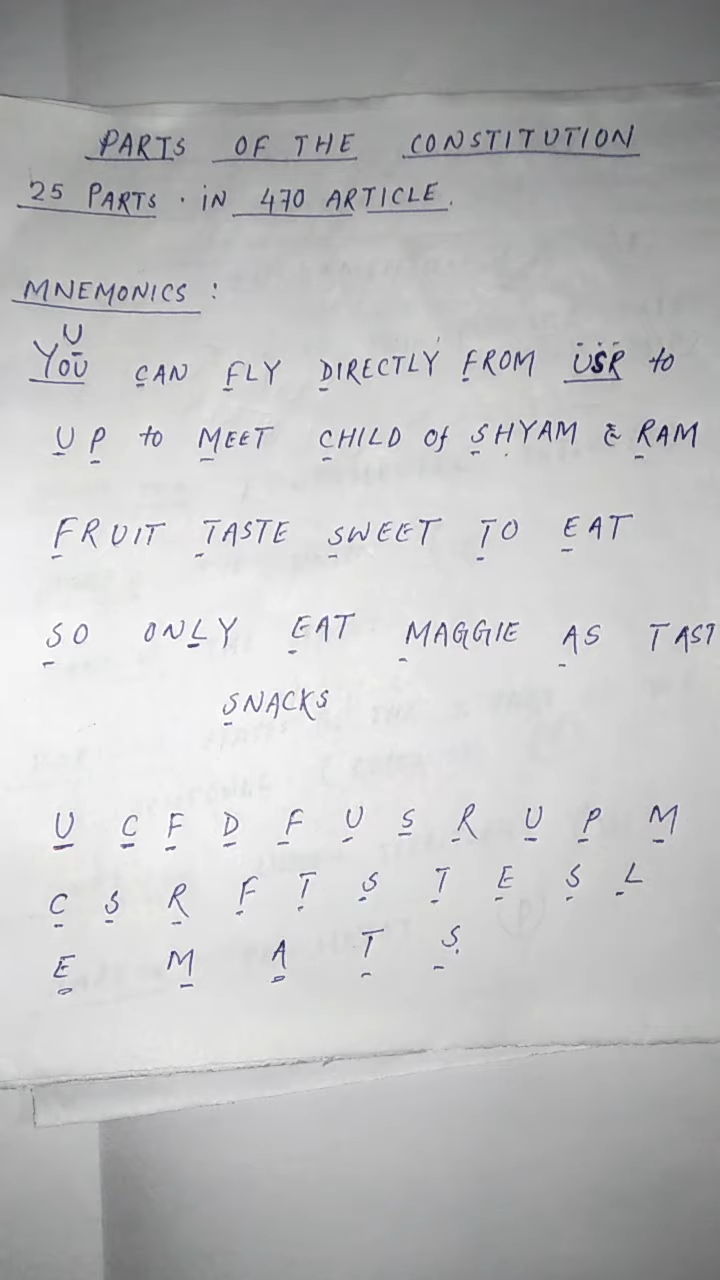 PARTS OF THE CONSTITUTION
25 PARTS . iN 470 ARTICLE.
MNEMONICS :
U
YOU CAN FLY DIRECTLY FROM USR to
UP to MEET CHILD of SHYAM & RAM
FRUIT TASTE SWEET TO EAT
SO ONLY EAT MAGGIE AS TAST
SNACKS
U C F D F U S R U P M
C S R F T S T E S L
E M A T S.